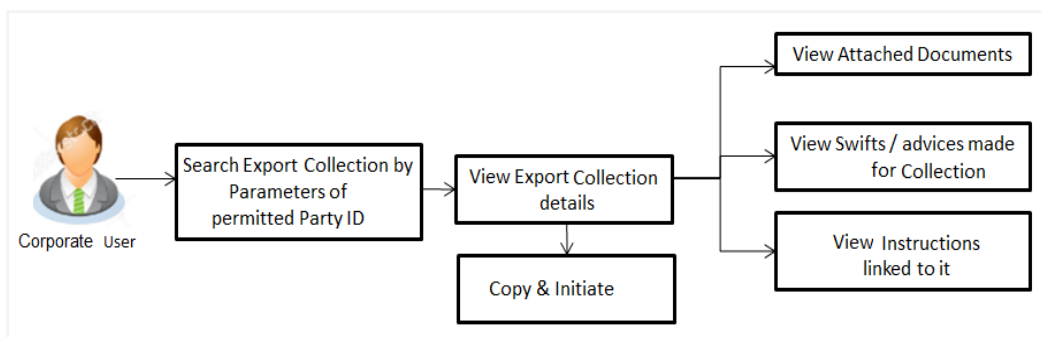 Corporate User
Search Export Collection by
Parameters of
permitted Party ID
View Export Collection
details
Copy & Initiate
View Attached Documents
View Swifts / advices made
for Collection
View Instructions
linked to it